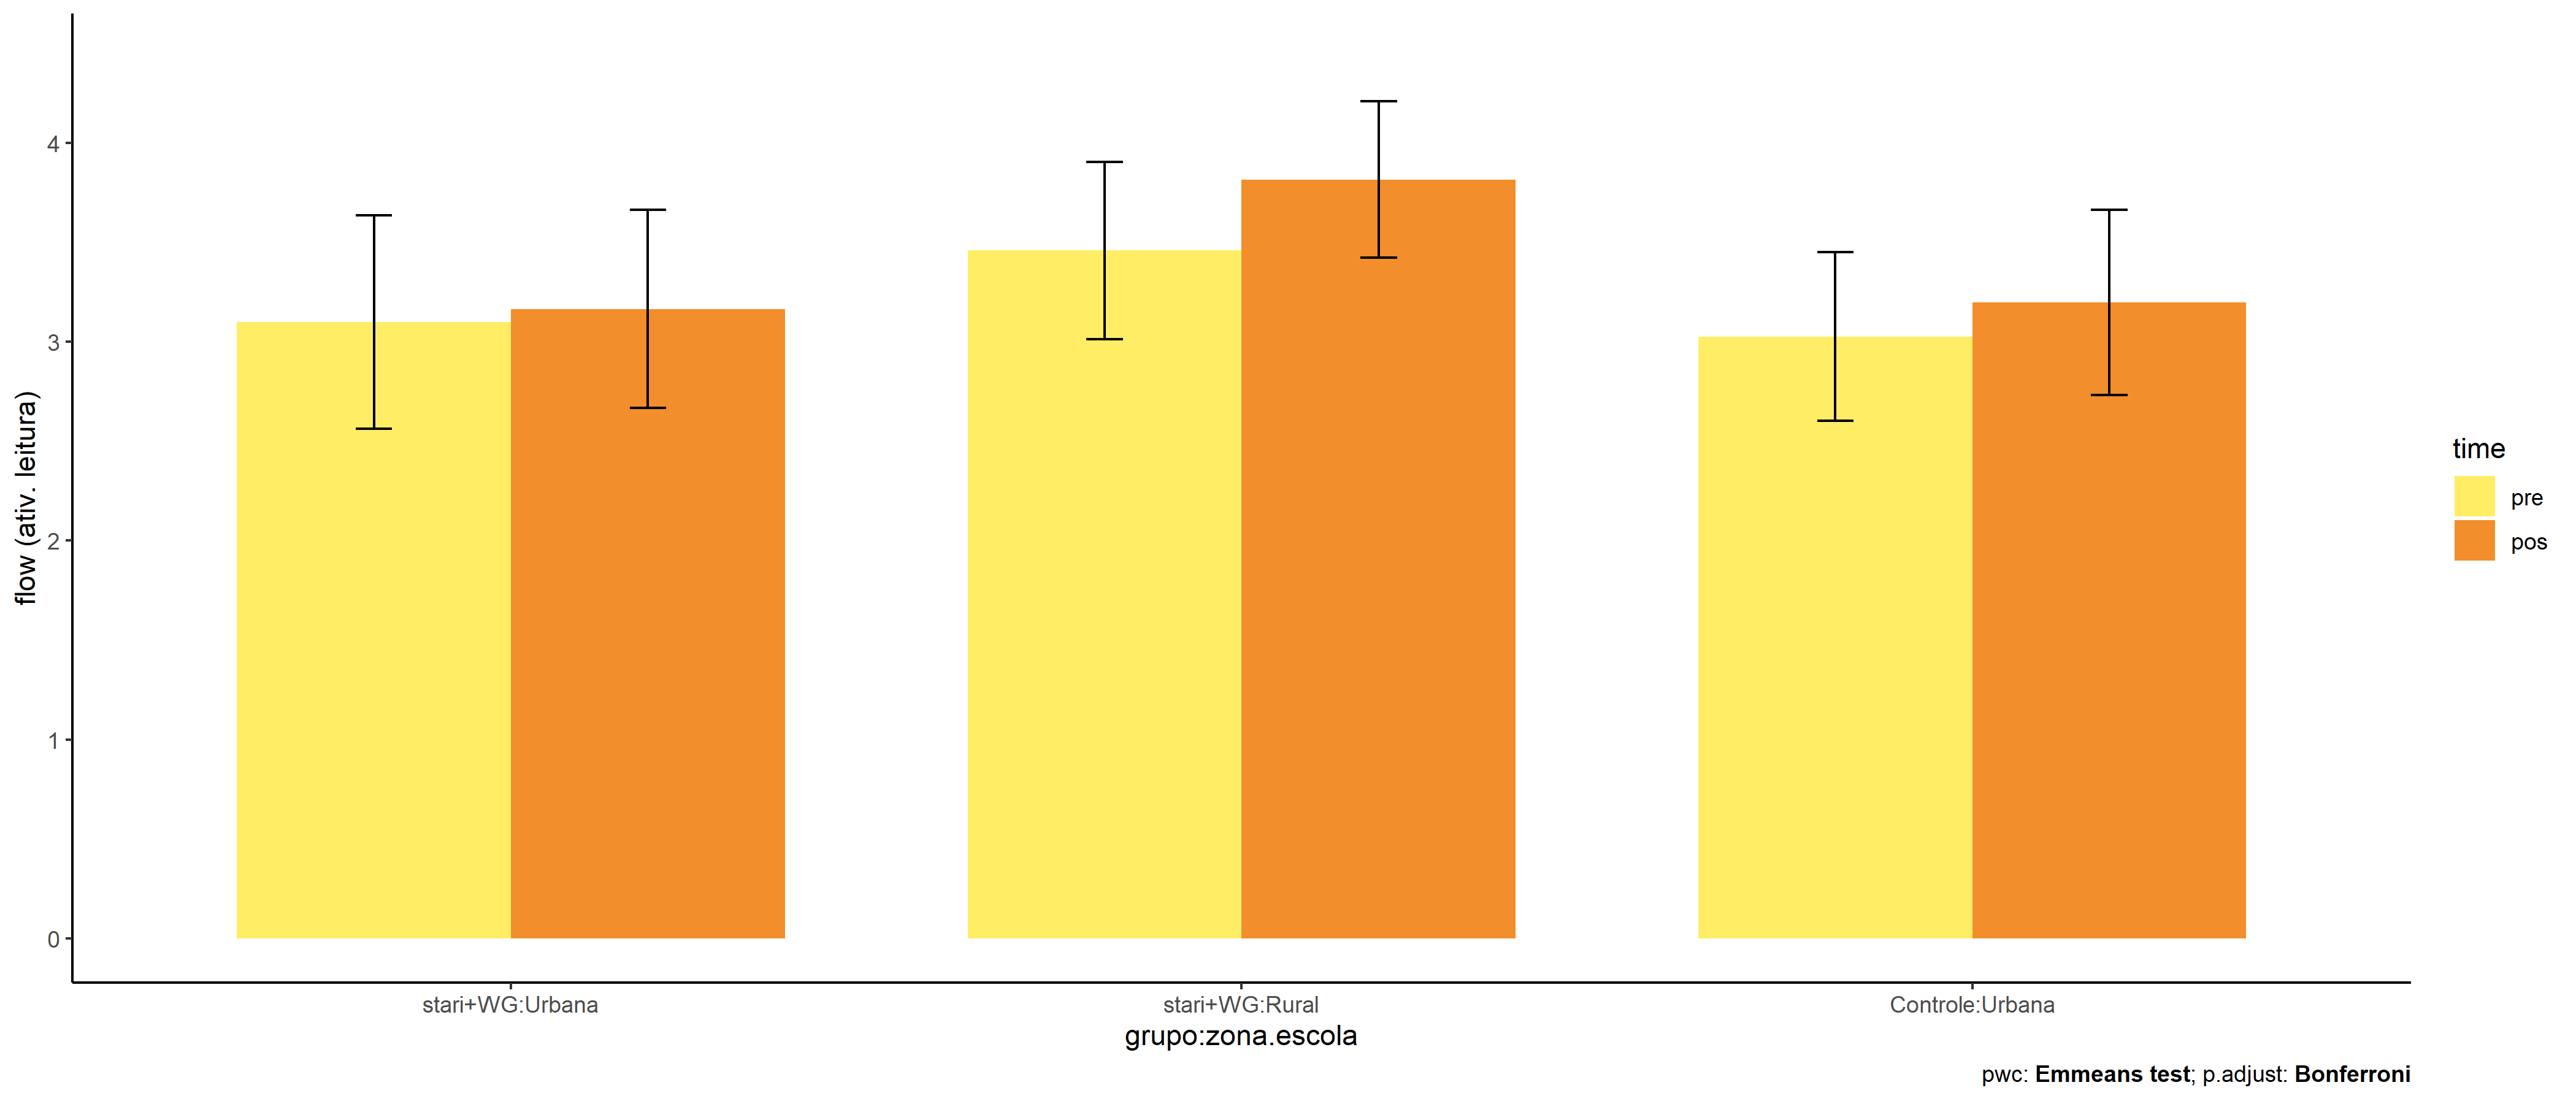 flow (ativ. leitura)
4
3
2
1
0
stari+WG:Urbana
stari+WG:Rural
Controle:Urbana
grupo:zona.escola
time
pre
pos
pwc: Emmeans test; p.adjust: Bonferroni